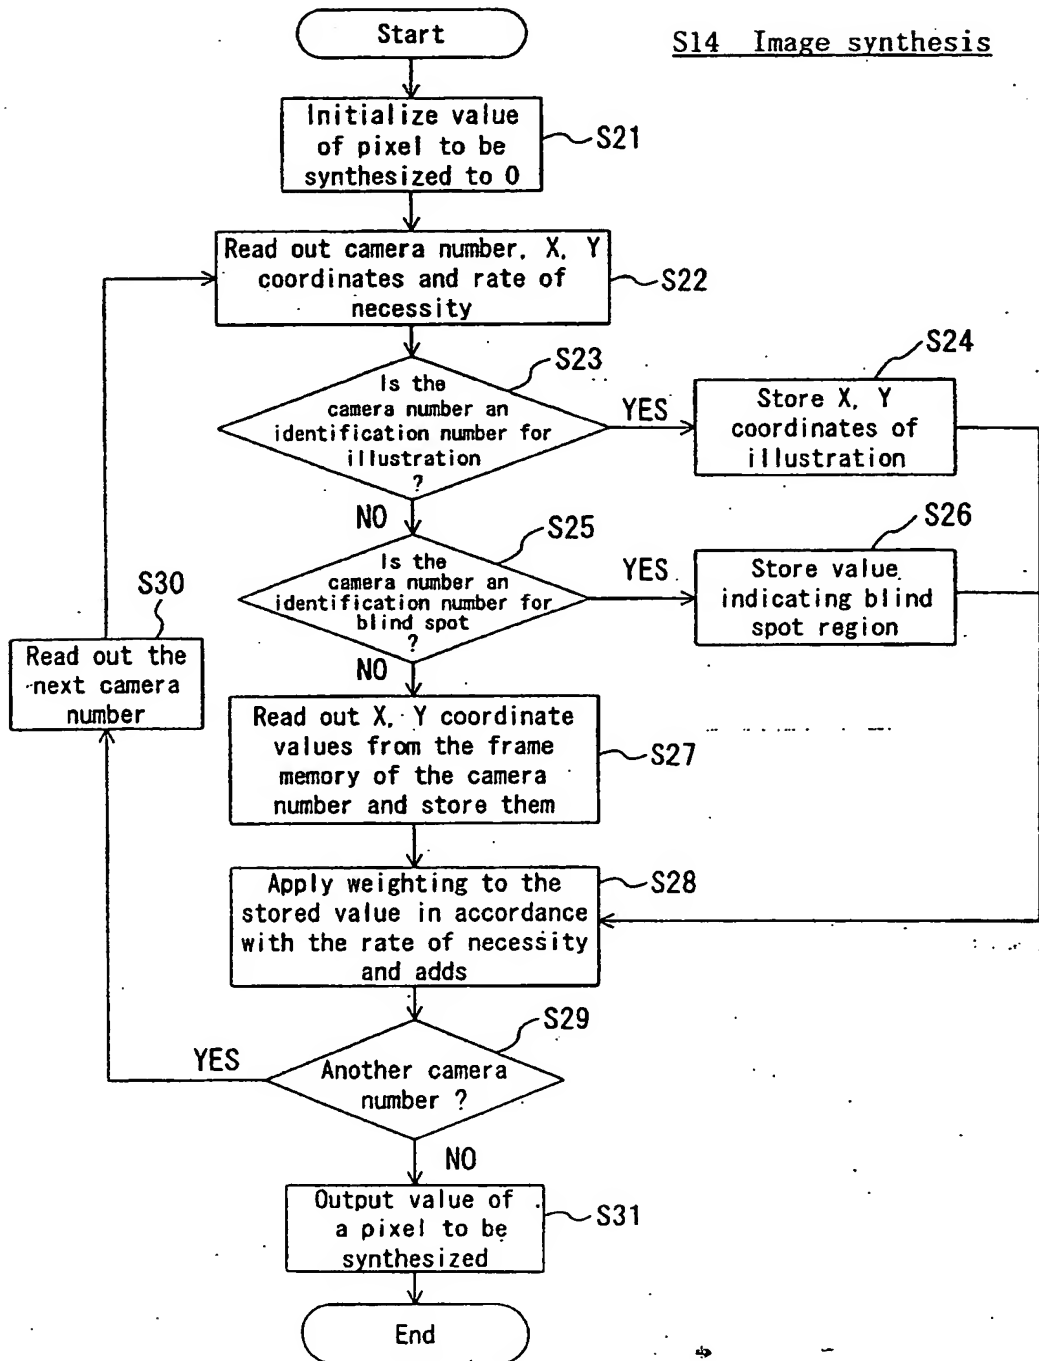 Start
S14 Image synthesis
Initialize value
of pixel to be
synthesized to 0
S21
Read out camera number, X, Y
coordinates and rate of
necessity
S22
S23
Is the
camera number an
identification number for
illustration
?
YES
S24
Store X, Y
coordinates of
illustration
NO
S25
Is the
camera number an
identification number for
blind spot
?
YES
S26
Store value
indicating blind
spot region
NO
S30
Read out the
next camera
number
Read out X, Y coordinate
values from the frame
memory of the camera
number and store them
S27
Apply weighting to the
stored value in accordance
with the rate of necessity
and adds
S28
S29
Another camera
number ?
YES
NO
Output value of
a pixel to be
synthesized
S31
End